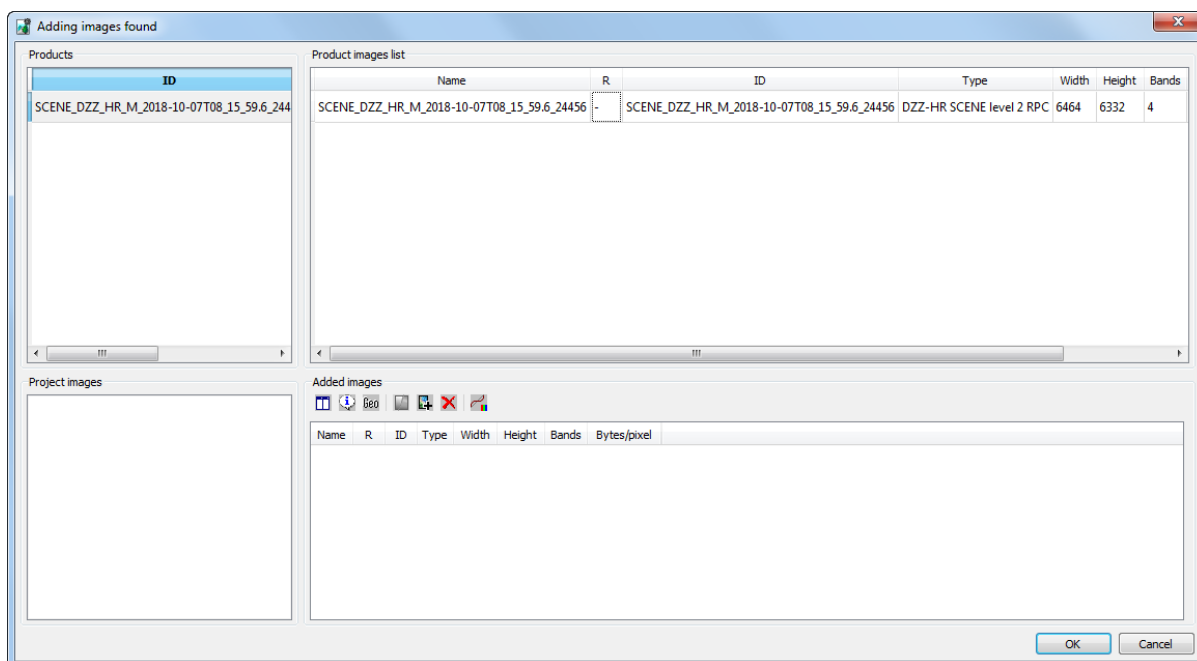 Adding images found
Products
Product images list
ID
Name R ID Type Width Height Bands
SCENE_DZZ_HR_M_2018-10-07T08_15_59.6_244
SCENE_DZZ_HR_M_2018-10-07T08_15_59.6_24456 - SCENE_DZZ_HR_M_2018-10-07T08_15_59.6_24456 DZZ-HR SCENE level 2 RPC 6464 6332 4
Project images
Added images
Geo
Name R ID Type Width Height Bands Bytes/pixel
OK Cancel